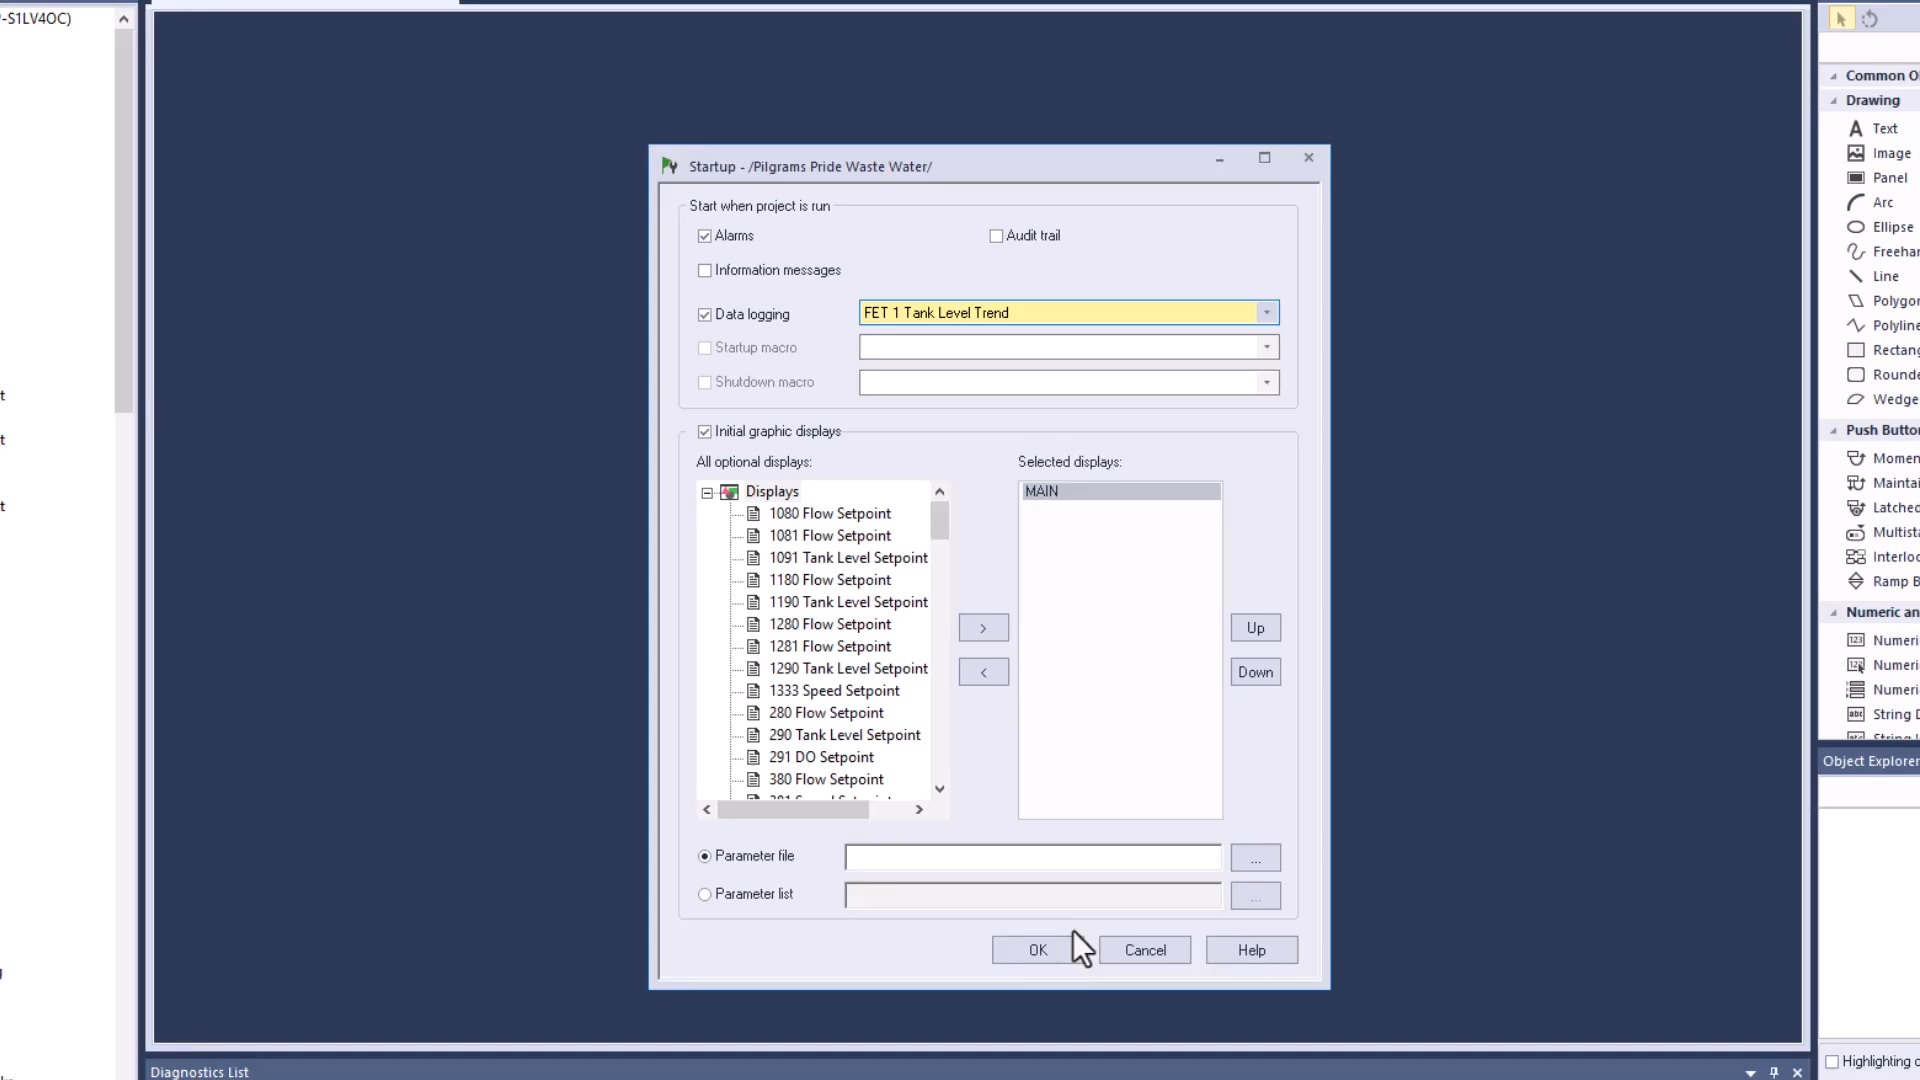 -S1LV4OC)
t
t
t
Startup - /Pilgrams Pride Waste Water/
Start when project is run
Alarms
Audit trail
Information messages
Data logging
FET 1 Tank Level Trend
Startup macro
Shutdown macro
Initial graphic displays
All optional displays:
Selected displays:
Displays
1080 Flow Setpoint
1081 Flow Setpoint
1091 Tank Level Setpoint
1180 Flow Setpoint
1190 Tank Level Setpoint
1280 Flow Setpoint
1281 Flow Setpoint
1290 Tank Level Setpoint
1333 Speed Setpoint
280 Flow Setpoint
290 Tank Level Setpoint
291 DO Setpoint
380 Flow Setpoint
MAIN
>
<
Up
Down
Parameter file
...
Parameter list
...
OK
Cancel
Help
Diagnostics List
Common O
Drawing
Text
Image
Panel
Arc
Ellipse
Freehan
Line
Polygon
Polyline
Rectang
Rounde
Wedge
Push Button
Momen
Maintai
Latched
Multista
Interloc
Ramp B
Numeric an
Numeri
Numeri
Numeri
String D
Object Explorer
Highlighting o